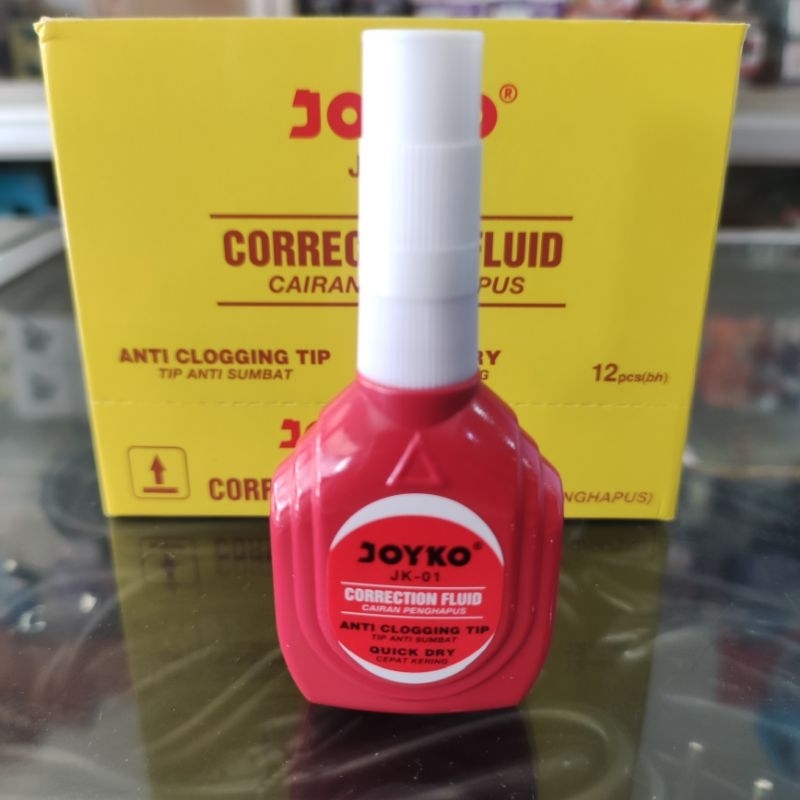 JOYKO®
CORRECTION FLUID
CAIRAN PENGHAPUS
ANTI CLOGGING TIP
TIP ANTI SUMBAT
12pcs(bh)
JOYKO®
JK-01
CORRECTION FLUID
CAIRAN PENGHAPUS
ANTI CLOGGING TIP
TIP ANTI SUMBAT
QUICK DRY
CEPAT KERING